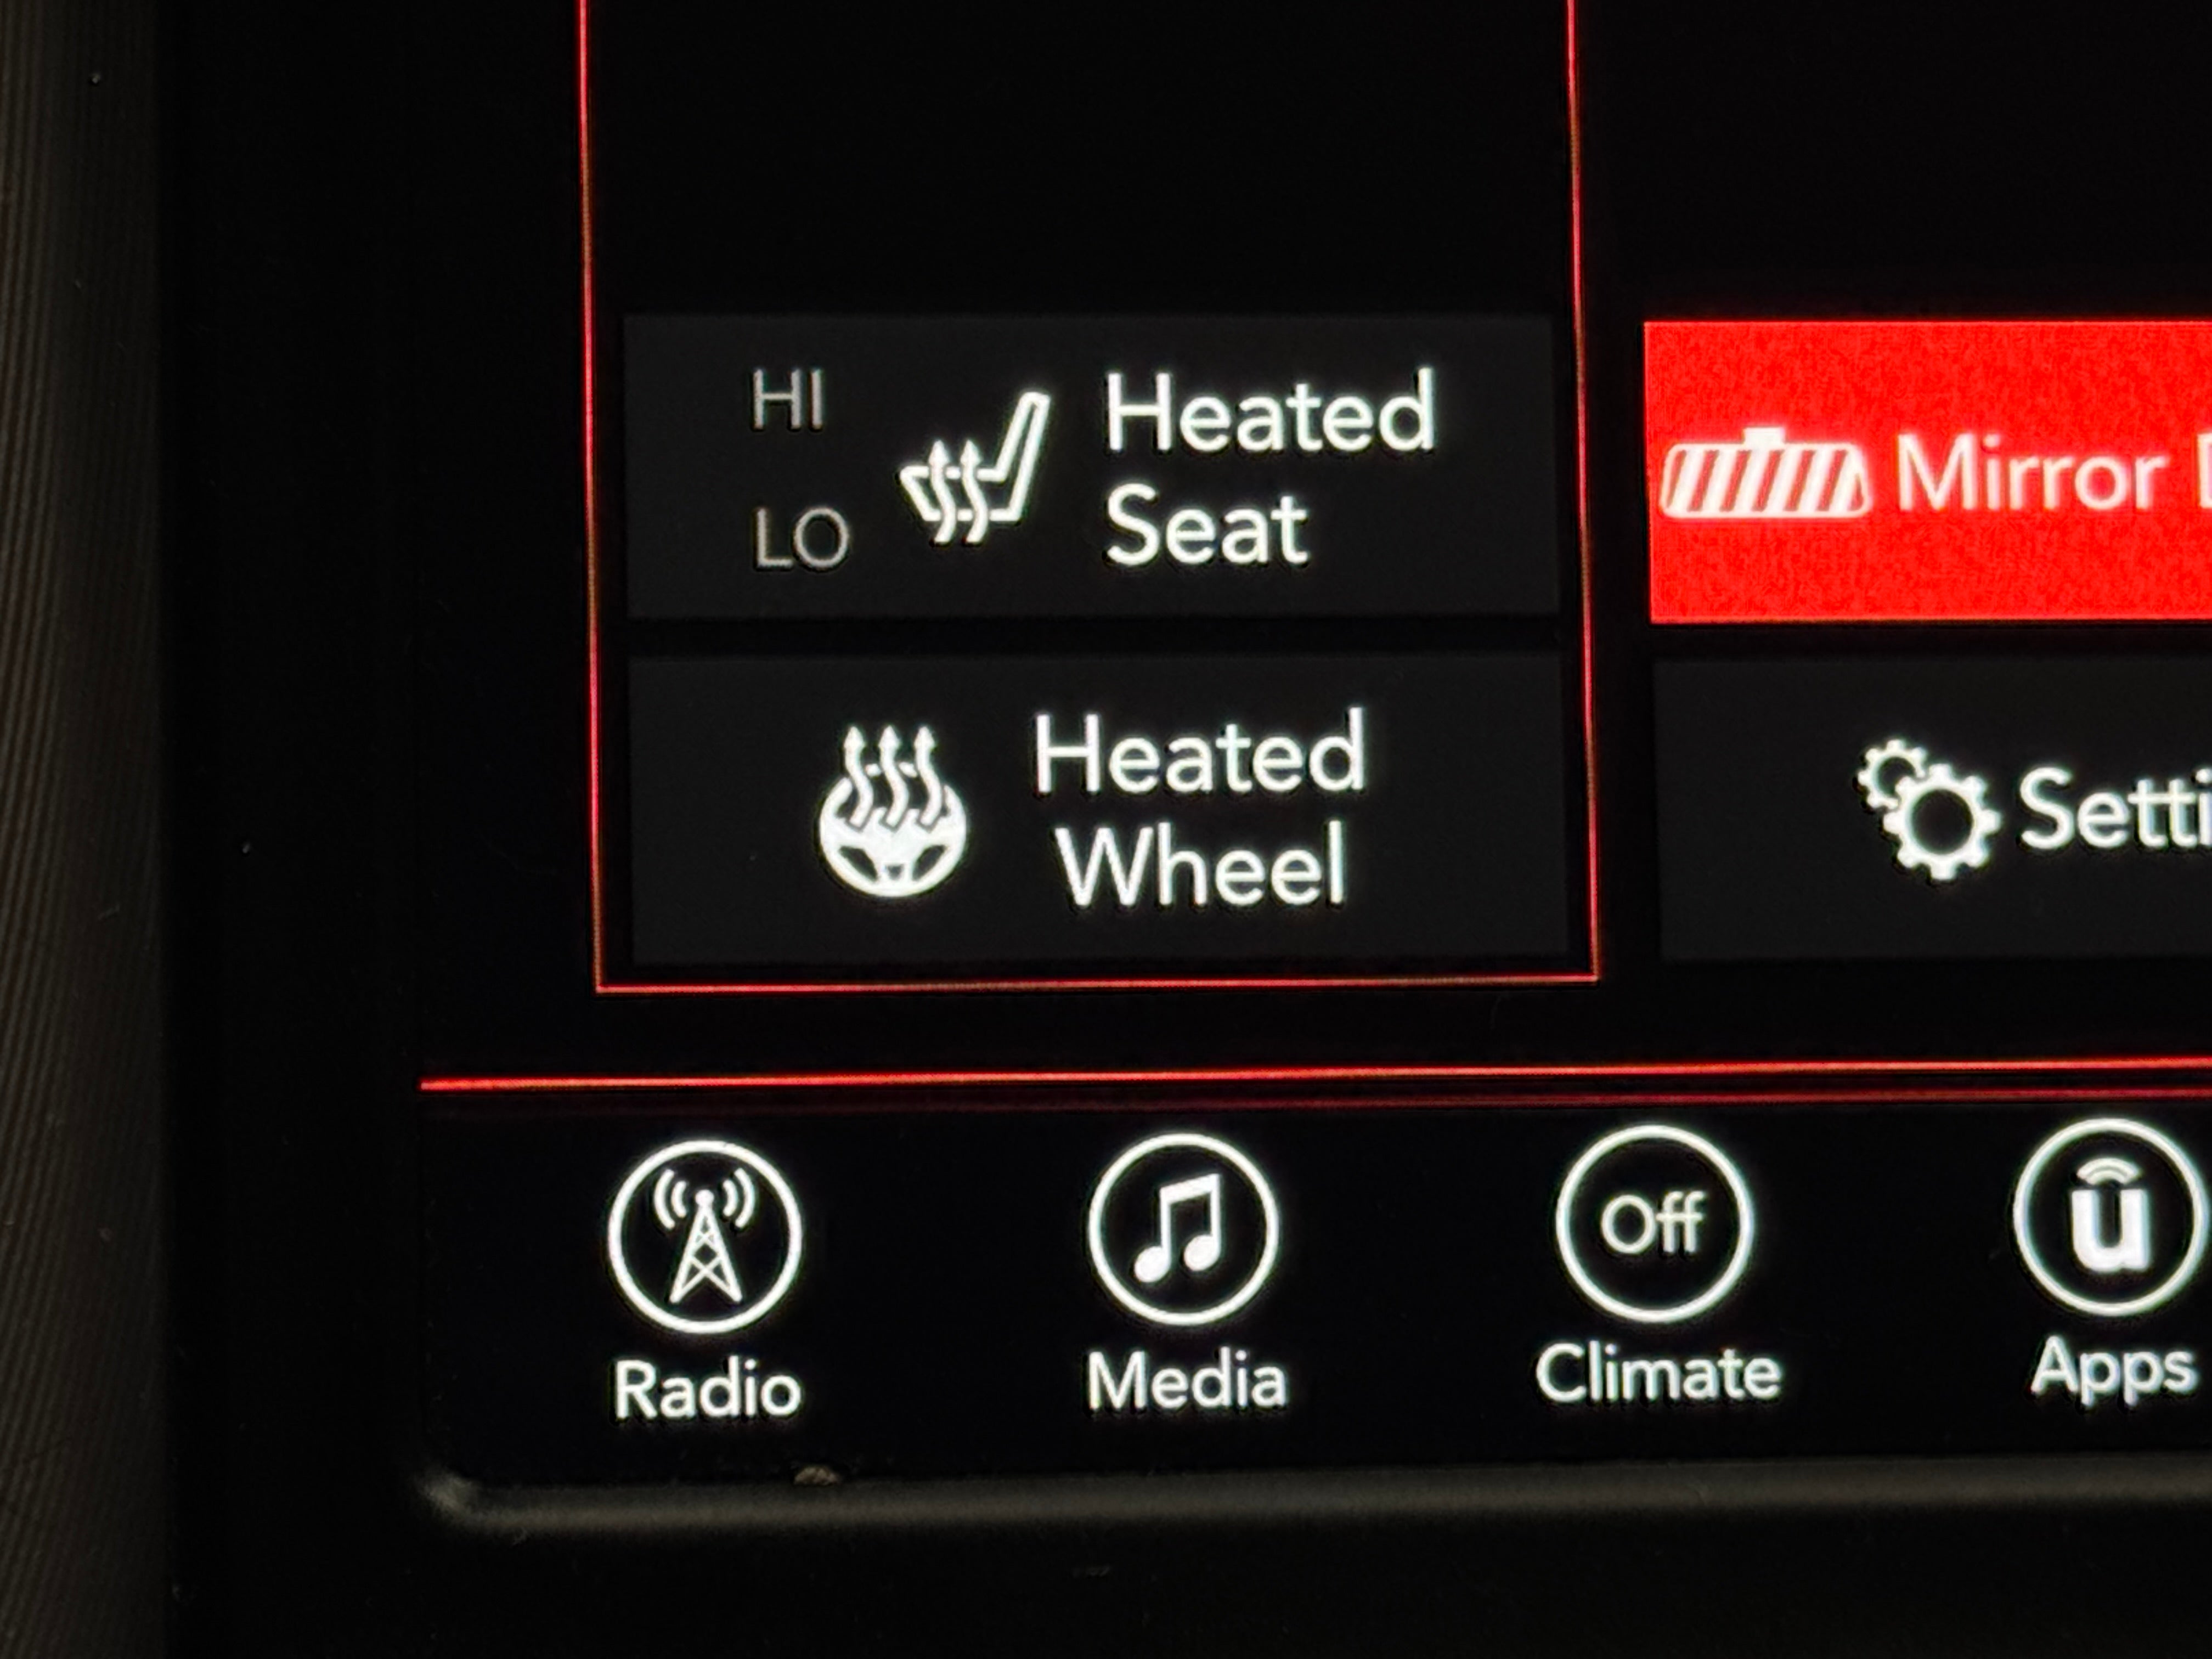 HI
LO
Heated
Seat
Mirror
Heated
Wheel
Radio
Media
Off
Climate
u
Apps